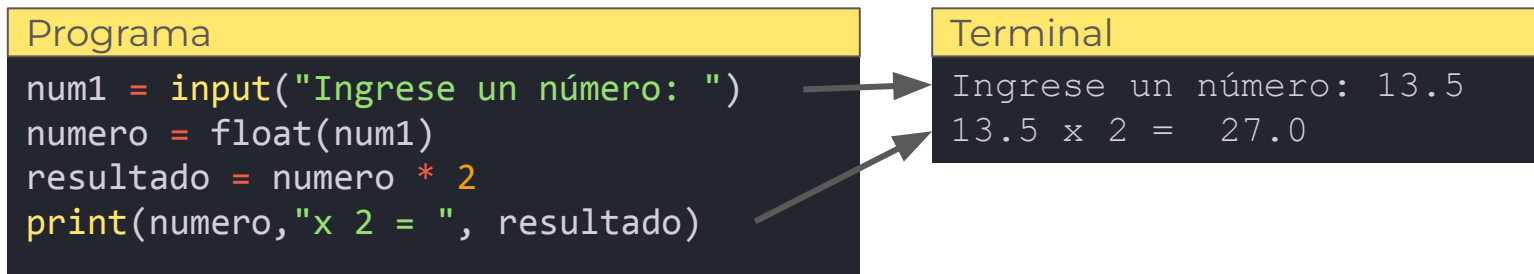 Programa
num1 = input("Ingrese un número: ")
numero = float(num1)
resultado = numero * 2
print(numero,"x 2 = ", resultado)
Terminal
Ingrese un número: 13.5
13.5 x 2 =  27.0